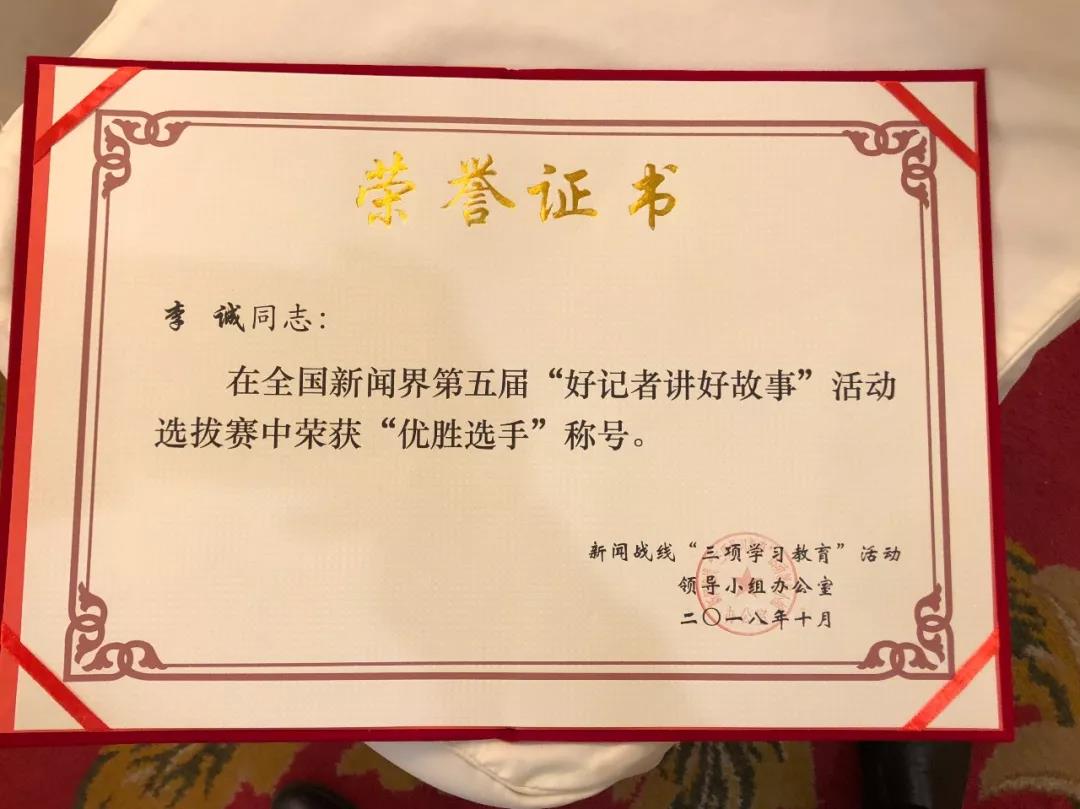 荣誉证书
李 诚同志：
在全国新闻界第五届“好记者讲好故事”活动
选拔赛中荣获“优胜选手”称号。
新闻战线“三项学习教育”活动
领导小组办公室
二〇一八年十月